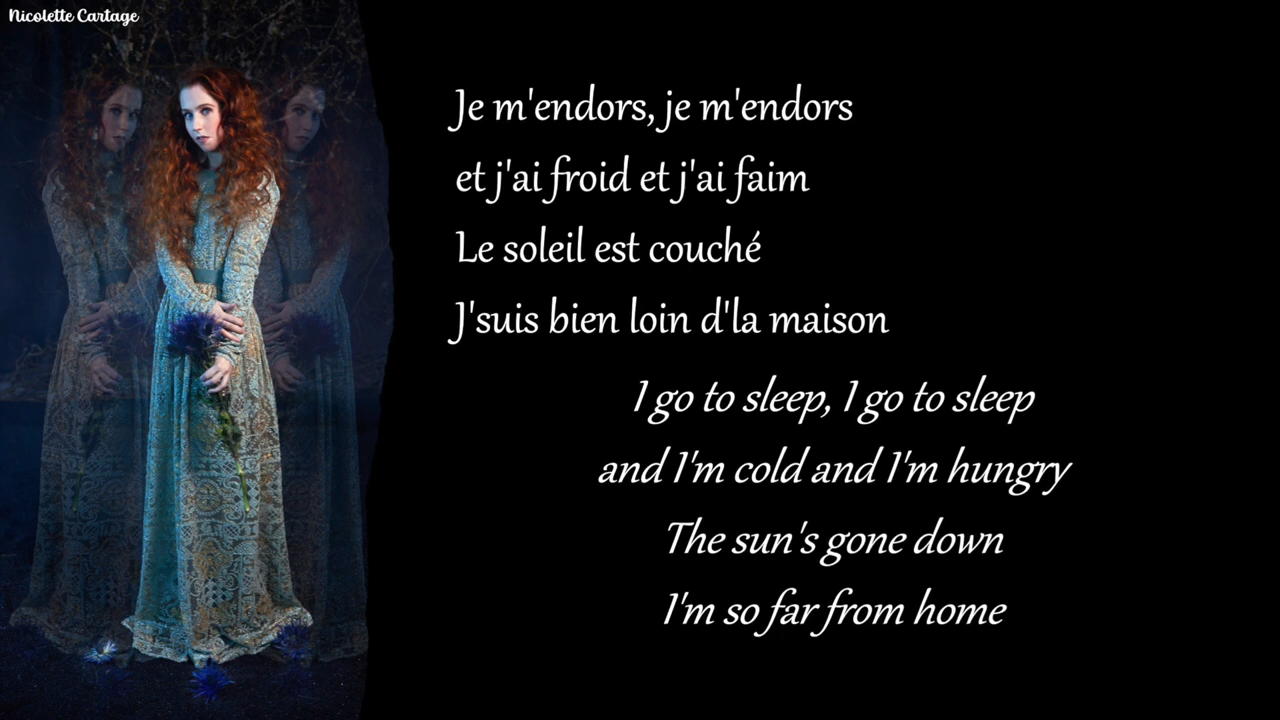 Nicolette Cartage
Je m'endors, je m'endors
et j'ai froid et j'ai faim
Le soleil est couché
J'suis bien loin d'la maison
I go to sleep, I go to sleep
and I'm cold and I'm hungry
The sun's gone down
I'm so far from home